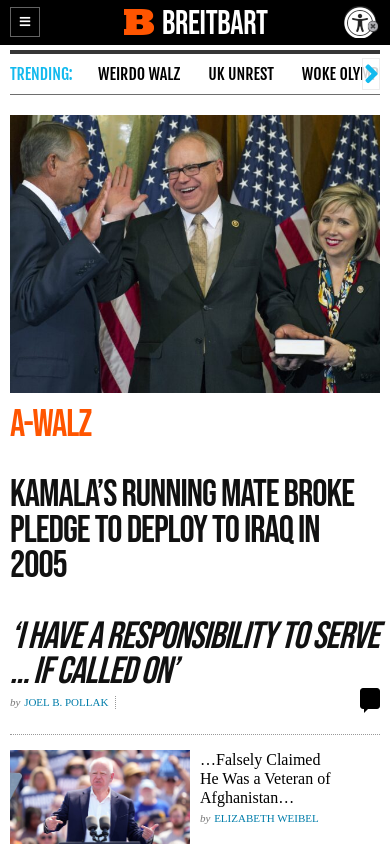 BREITBART
TRENDING:
WEIRDO WALZ
UK UNREST
WOKE
A-WALZ
KAMALA’S RUNNING MATE BROKE
PLEDGE TO DEPLOY TO IRAQ IN
2005
‘I HAVE A RESPONSIBILITY TO SERVE
... IF CALLED ON’
by JOEL B. POLLAK
…Falsely Claimed
He Was a Veteran of
Afghanistan…
by ELIZABETH WEIBEL